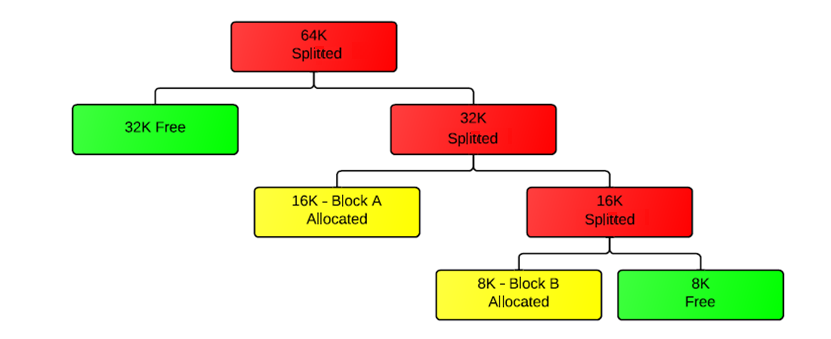 64K
Splitted
32K Free
32K
Splitted
16K - Block A
Allocated
16K
Splitted
8K - Block B
Allocated
8K
Free